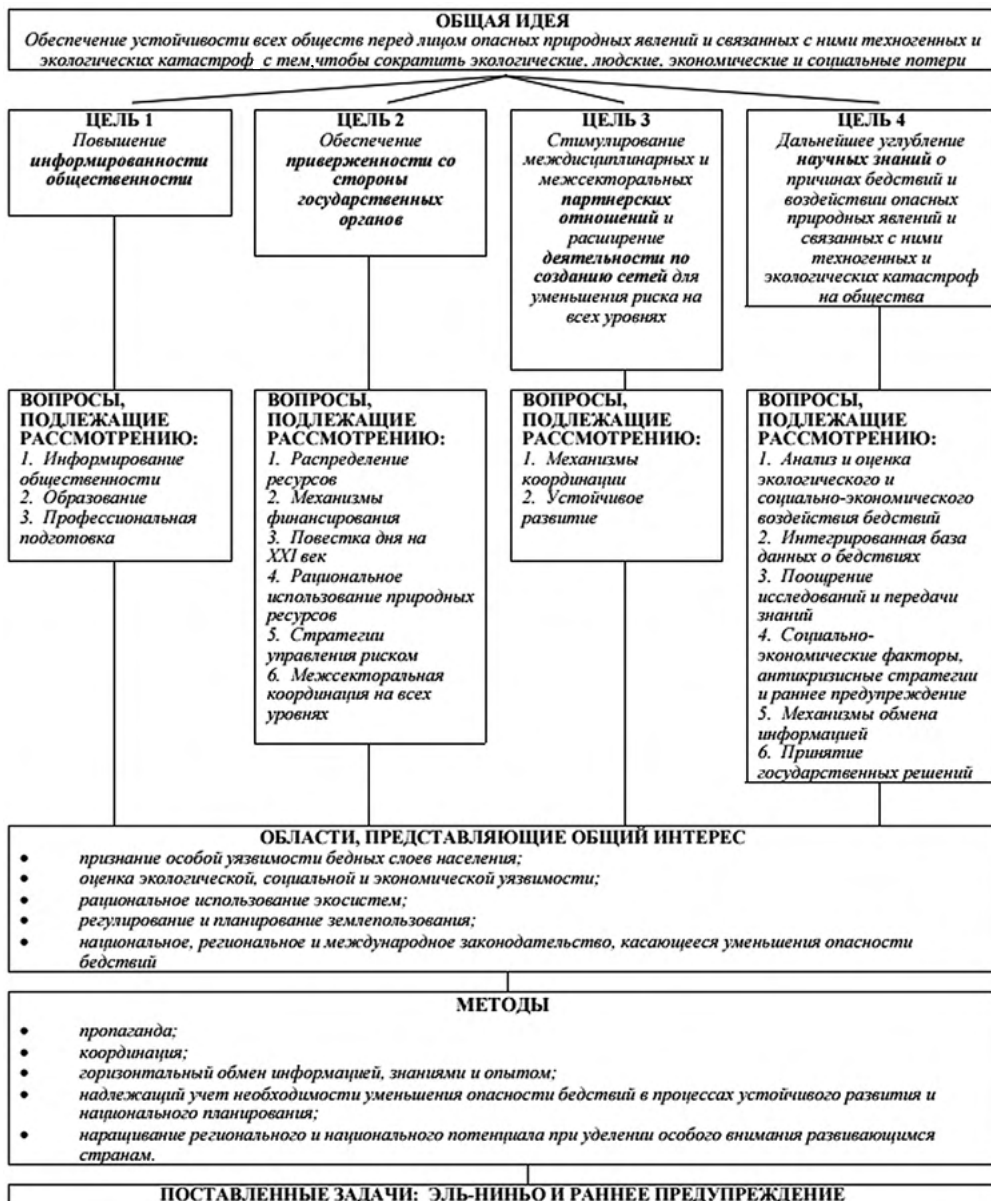 ОБЩАЯ ИДЕЯ
Обеспечение устойчивости всех обществ перед лицом опасных природных явлений и связанных с ними техногенных и
экологических катастроф с тем,чтобы сократить экологические, людские, экономические и социальные потери
ЦЕЛЬ 1
Повышение
информированности
общественности
ЦЕЛЬ 2
Обеспечение
приверженности со
стороны
государственных
органов
ЦЕЛЬ 3
Стимулирование
междисциплинарных и
межсекторальных
партнерских
отношений и
расширение
деятельности по
созданию сетей для
уменьшения риска на
всех уровнях
ЦЕЛЬ 4
Дальнейшее углубление
научных знаний о
причинах бедствий и
воздействии опасных
природных явлений и
связанных с ними
техногенных и
экологических катастроф
на общества
ВОПРОСЫ,
ПОДЛЕЖАЩИЕ
РАССМОТРЕНИЮ:
1. Информирование
общественности
2. Образование
3. Профессиональная
подготовка
ВОПРОСЫ,
ПОДЛЕЖАЩИЕ
РАССМОТРЕНИЮ:
1. Распределение
ресурсов
2. Механизмы
финансирования
3. Повестка дня на
XXI век
4. Рациональное
использование природных
ресурсов
5. Стратегии
управления риском
6. Межсекторальная
координация на всех
уровнях
ВОПРОСЫ,
ПОДЛЕЖАЩИЕ
РАССМОТРЕНИЮ:
1. Механизмы
координации
2. Устойчивое
развитие
ВОПРОСЫ,
ПОДЛЕЖАЩИЕ
РАССМОТРЕНИЮ:
1. Анализ и оценка
экологического и
социально-экономического
воздействия бедствий
2. Интегрированная база
данных о бедствиях
3. Поощрение
исследований и передачи
знаний
4. Социально-
экономические факторы,
антикризисные стратегии
и раннее предупреждение
5. Механизмы обмена
информацией
6. Принятие
государственных решений
ОБЛАСТИ, ПРЕДСТАВЛЯЮЩИЕ ОБЩИЙ ИНТЕРЕС
• признание особой уязвимости бедных слоев населения;
• оценка экологической, социальной и экономической уязвимости;
• рациональное использование экосистем;
• регулирование и планирование землепользования;
• национальное, региональное и международное законодательство, касающееся уменьшения опасности
бедствий
МЕТОДЫ
• пропаганда;
• координация;
• горизонтальный обмен информацией, знаниями и опытом;
• надлежащий учет необходимости уменьшения опасности бедствий в процессах устойчивого развития и
национального планирования;
• наращивание регионального и национального потенциала при уделении особого внимания развивающимся
странам.
ПОСТАВЛЕННЫЕ ЗАДАЧИ: ЭЛЬ-НИНЬО И РАННЕЕ ПРЕДУПРЕЖДЕНИЕ